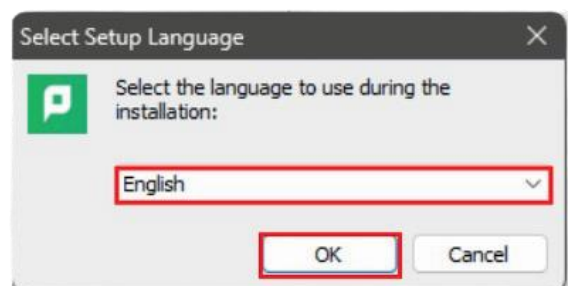 Select Setup Language
Select the language to use during the
installation:
English
OK
Cancel